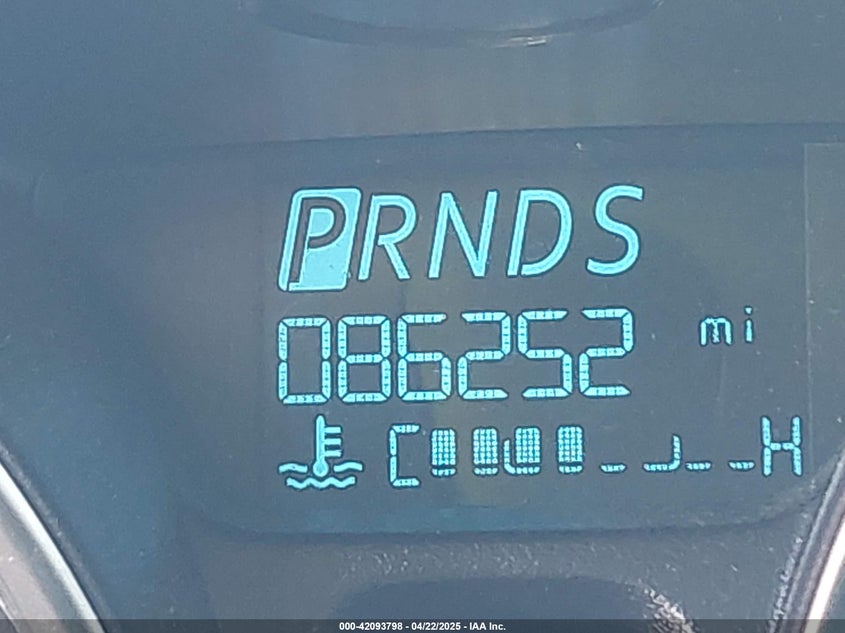 PRNDS
086252 mi
C H
000-42093798 - 04/22/2025 - IAA Inc.